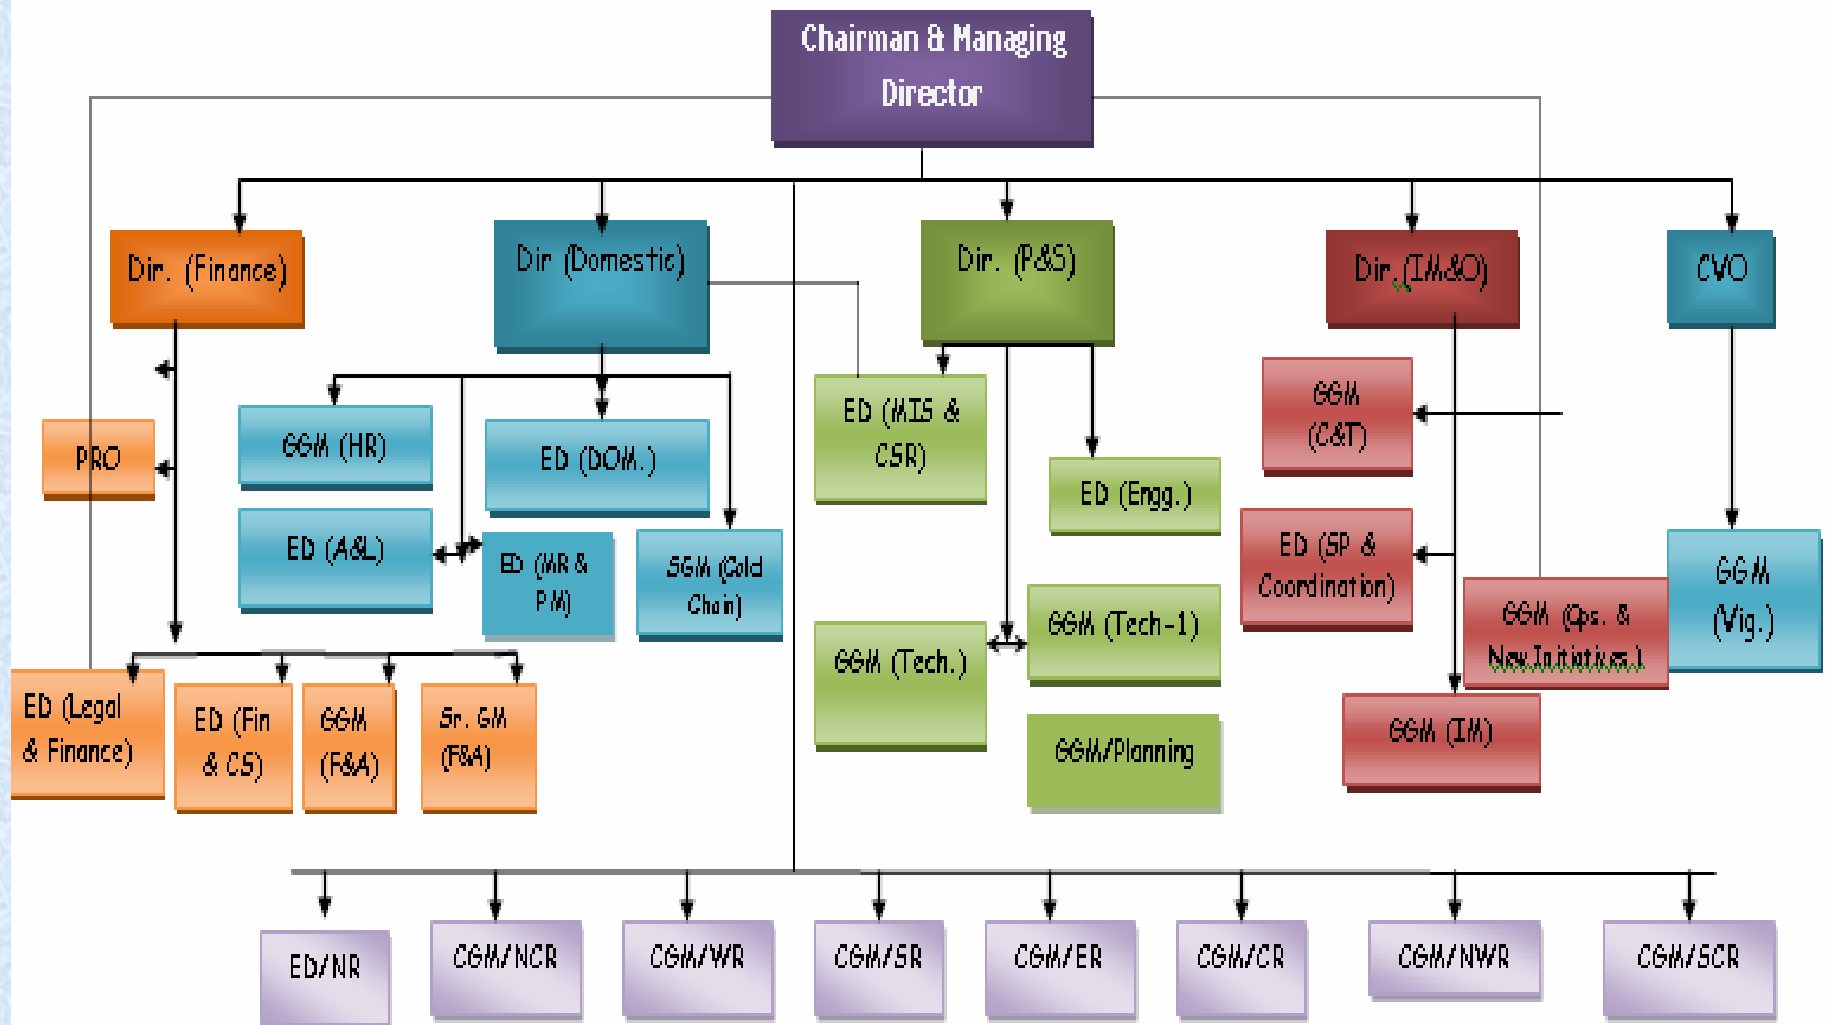 Chairman & Managing
Director
Dir. (Finance)
Dir (Domestic)
Dir. (P&S)
Dir.(IM&O)
CVO
PRO
GGM (HR)
ED (DOM.)
ED (MIS &
CSR)
ED (Engg.)
GGM
(C&T)
ED (A&L)
ED (MR &
PM)
SGM (Cold
Chain)
ED (SP &
Coordination)
GGM (Tech.)
GGM (Tech-1)
GGM/Planning
GGM (Ops. &
New Initiatives.)
GGM
(Vig.)
GGM (IM)
ED (Legal
& Finance)
ED (Fin
& CS)
GGM
(F&A)
Sr. GM
(F&A)
ED/NR
CGM/NCR
CGM/WR
CGM/SR
CGM/ER
CGM/CR
CGM/NWR
CGM/SCR